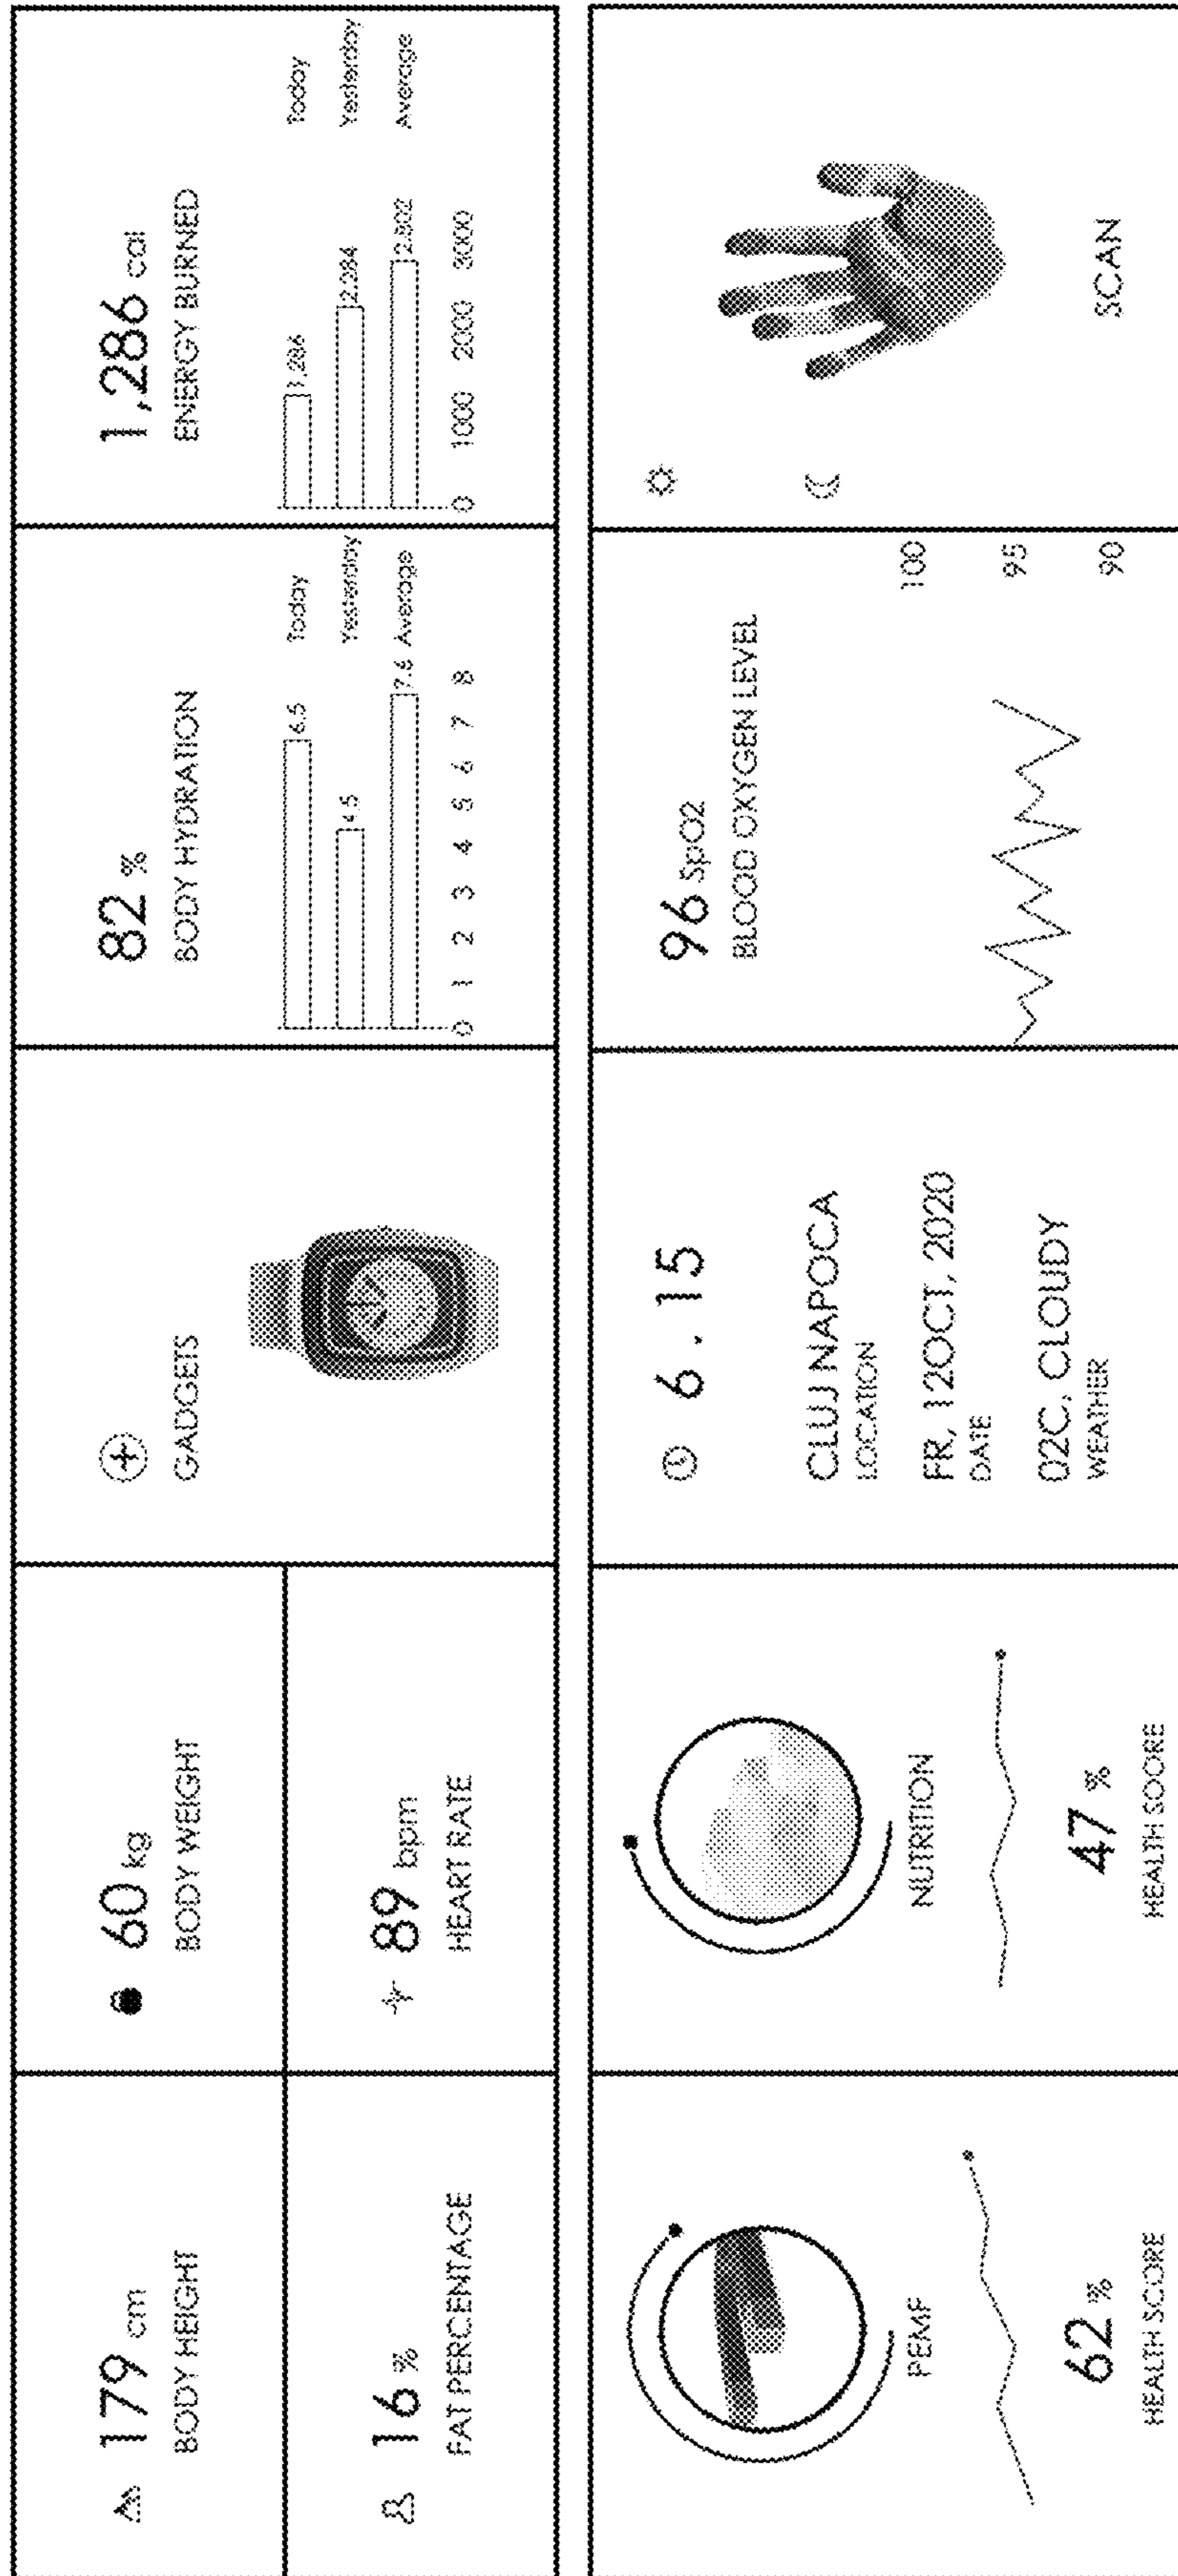 179 cm
BODY HEIGHT
60 kg
BODY WEIGHT
16 %
FAT PERCENTAGE
89 bpm
HEART RATE
GADGETS
82 %
BODY HYDRATION
6.5 Today
4.5 Yesterday
7.6 Average
0 1 2 3 4 5 6 7 8
1,286 cal
ENERGY BURNED
1,286 Today
2.284 Yesterday
2.802 Average
0 1000 2000 3000
PEMF
62 %
HEALTH SCORE
NUTRITION
47 %
HEALTH SOORE
6 . 15
CLUJ NAPOCA
LOCATION
FR, 12OCT, 2020
DATE
02C, CLOUDY
WEATHER
96 SpO2
BLOOD OXYGEN LEVEL
100
95
90
SCAN